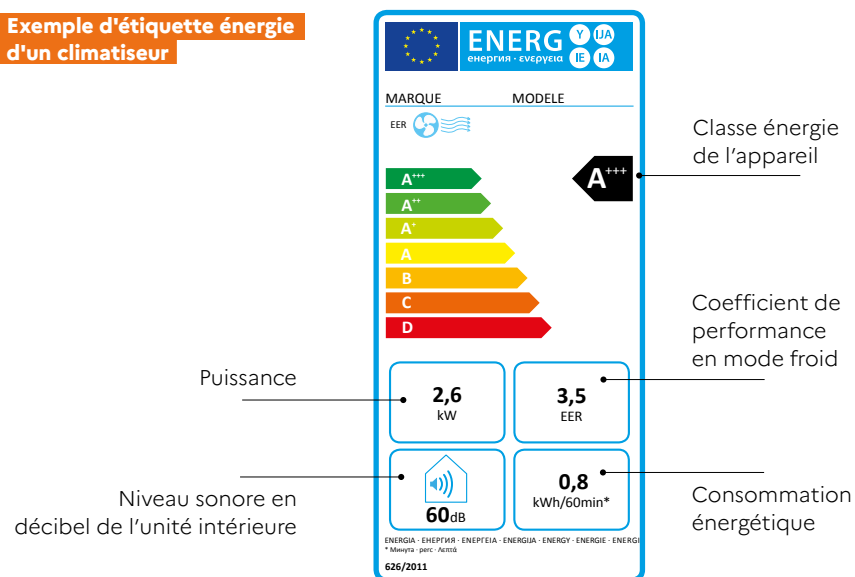 Exemple d'étiquette énergie
d'un climatiseur
ENERG
енергия · ενεργεια
Y IJA
IE IA
MARQUE MODELE
EER
A+++
A+++
A++
A+
A
B
C
D
Classe énergie
de l'appareil
Coefficient de
performance
en mode froid
Puissance
2,6
kW
3,5
EER
Niveau sonore en
décibel de l'unité intérieure
60dB
0,8
kWh/60min*
Consommation
énergétique
ENERGIA · ЕНЕРГИЯ · ΕΝΕΡΓΕΙΑ · ENERGIJA · ENERGY · ENERGIE · ENERGI
* Минута · perc · Λεπτά
626/2011